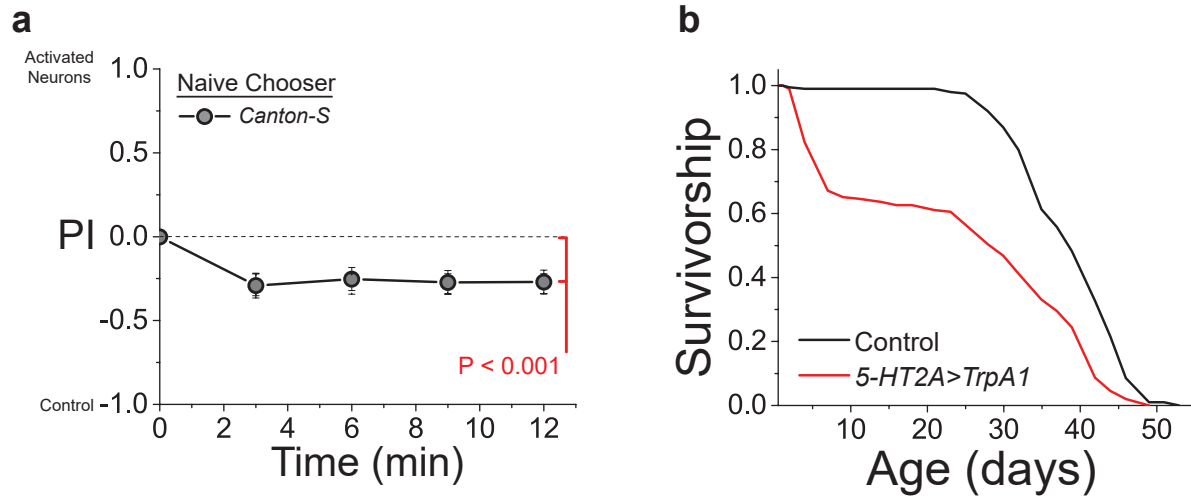 a
Activated
Neurons
1.0
0.5
0.0
-0.5
-1.0
Control
PI
Naive Chooser
Canton-S
P < 0.001
0 2 4 6 8 10 12
Time (min)
b
1.0
0.8
0.6
0.4
0.2
0.0
Survivorship
Control
5-HT2A>TrpA1
10 20 30 40 50
Age (days)